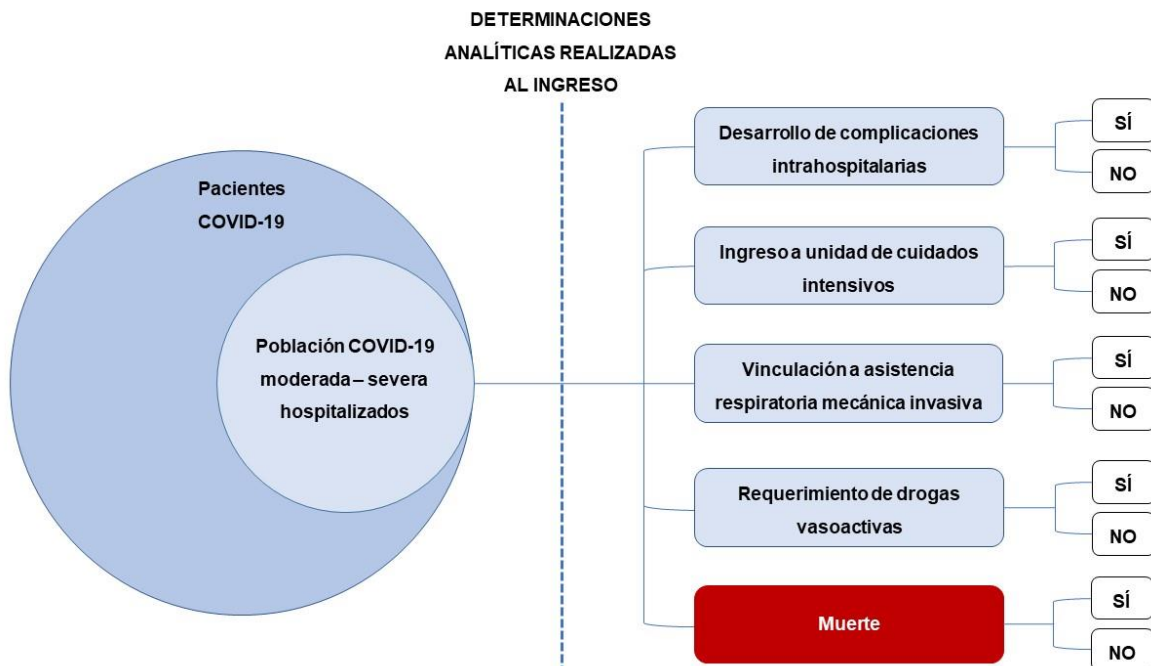 DETERMINACIONES
ANALÍTICAS REALIZADAS
AL INGRESO
Pacientes
COVID-19
Población COVID-19
moderada – severa
hospitalizados
Desarrollo de complicaciones
intrahospitalarias
SÍ
NO
Ingreso a unidad de cuidados
intensivos
SÍ
NO
Vinculación a asistencia
respiratoria mecánica invasiva
SÍ
NO
Requerimiento de drogas
vasoactivas
SÍ
NO
Muerte
SÍ
NO